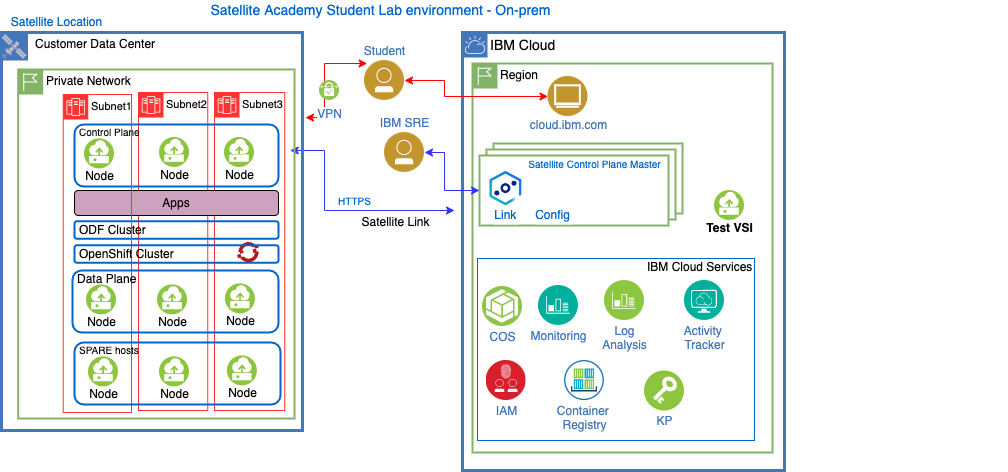 Satellite Academy Student Lab environment - On-prem
Satellite Location
Customer Data Center
Private Network
Subnet1
Subnet2
Subnet3
Control Plane
Node
Node
Node
Apps
ODF Cluster
OpenShift Cluster
Data Plane
Node
Node
Node
SPARE hosts
Node
Node
Node
Student
VPN
IBM SRE
HTTPS
Satellite Link
IBM Cloud
Region
cloud.ibm.com
Satellite Control Plane Master
Link
Config
Test VSI
IBM Cloud Services
COS
Monitoring
Log
Analysis
Activity
Tracker
IAM
Container
Registry
KP